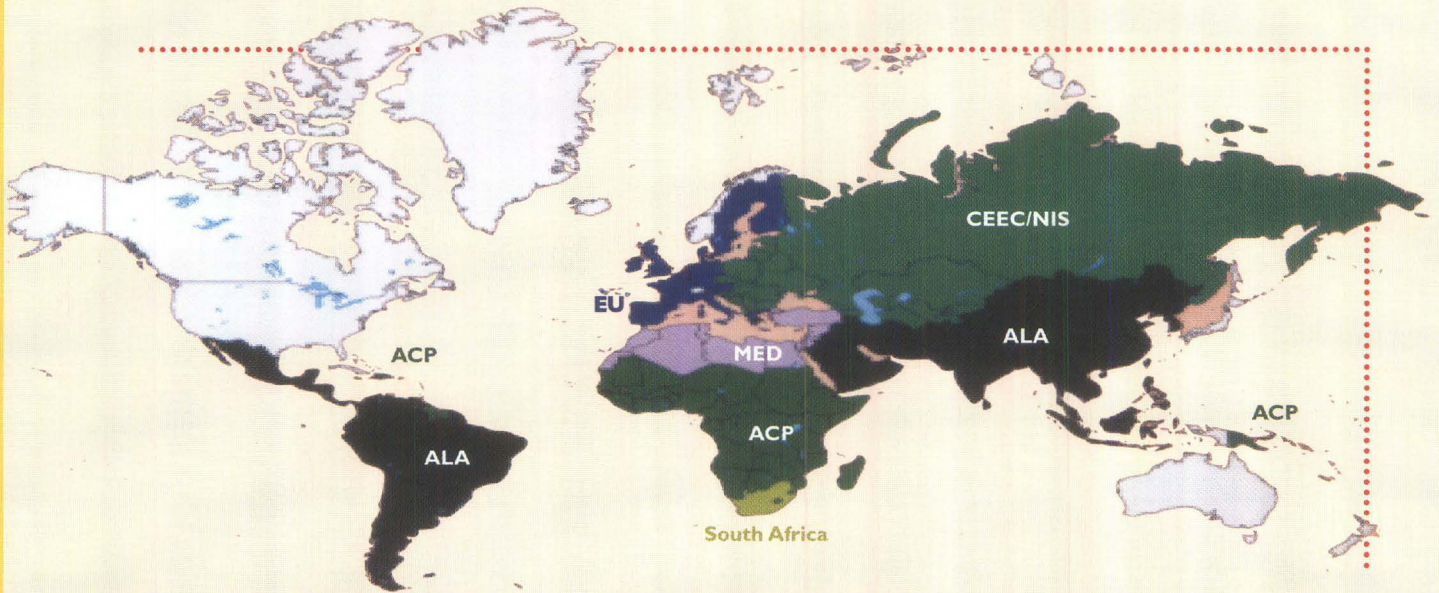 CEEC/NIS
EU
ALA
MED
ACP
ACP
ACP
ALA
South Africa